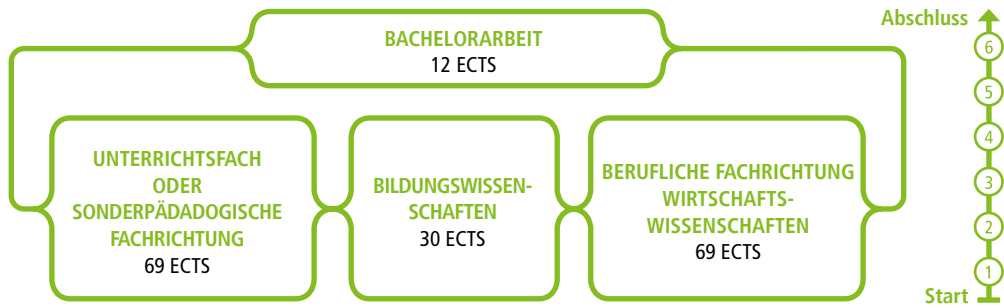 BACHELORARBEIT
12 ECTS
UNTERRICHTSFACH
ODER
SONDERPÄDADOGISCHE
FACHRICHTUNG
69 ECTS
BILDUNGSWISSEN-
SCHAFTEN
30 ECTS
BERUFLICHE FACHRICHTUNG
WIRTSCHAFTS-
WISSENSCHAFTEN
69 ECTS
Abschluss
6
5
4
3
2
1
Start